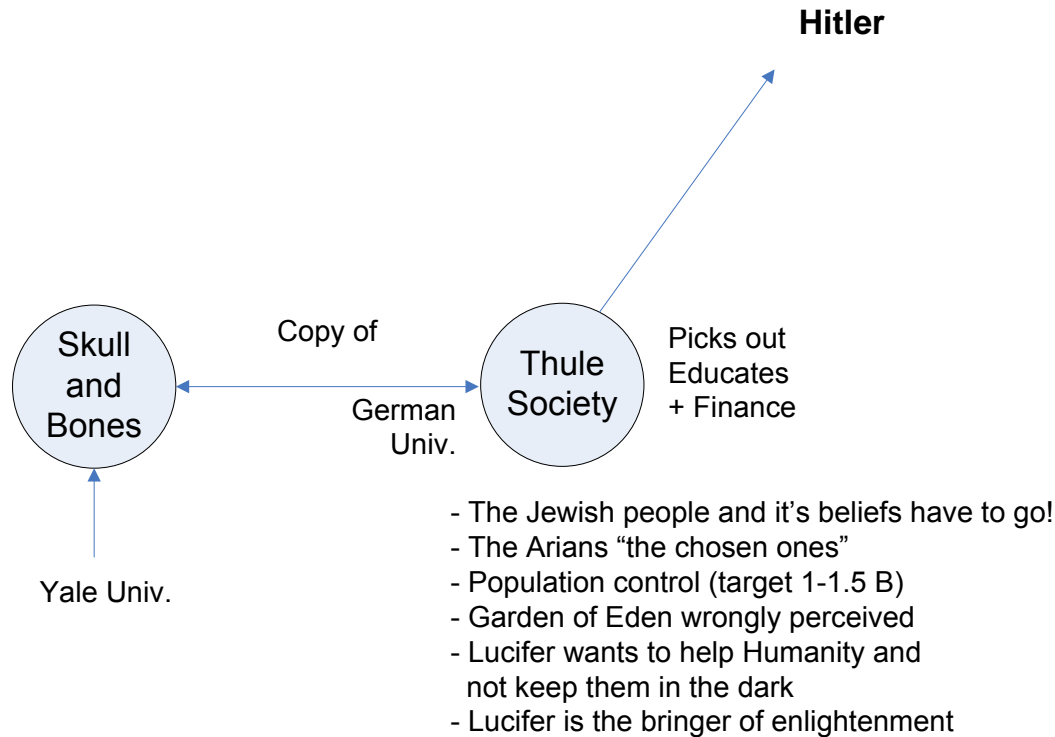 Hitler
Skull
and
Bones
Copy of
German
Univ.
Thule
Society
Picks out
Educates
+ Finance
Yale Univ.
- The Jewish people and it’s beliefs have to go!
- The Arians “the chosen ones”
- Population control (target 1-1.5 B)
- Garden of Eden wrongly perceived
- Lucifer wants to help Humanity and
not keep them in the dark
- Lucifer is the bringer of enlightenment